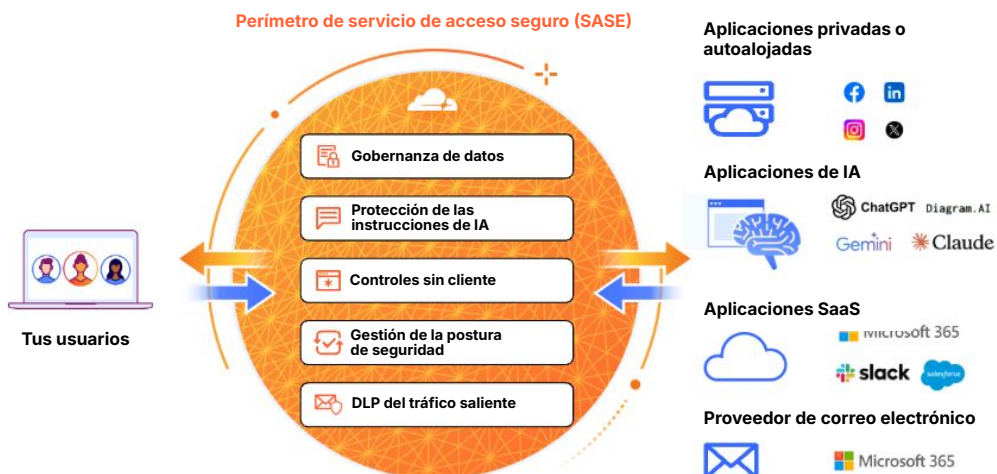 Perímetro de servicio de acceso seguro (SASE)
Gobernanza de datos
Protección de las
instrucciones de IA
Controles sin cliente
Gestión de la postura
de seguridad
DLP del tráfico saliente
Tus usuarios
Aplicaciones privadas o
autoalojadas
in
Aplicaciones de IA
ChatGPT Diagram.AI
Gemini Claude
Aplicaciones SaaS
Microsoft 365
slack salesforce
Proveedor de correo electrónico
Microsoft 365